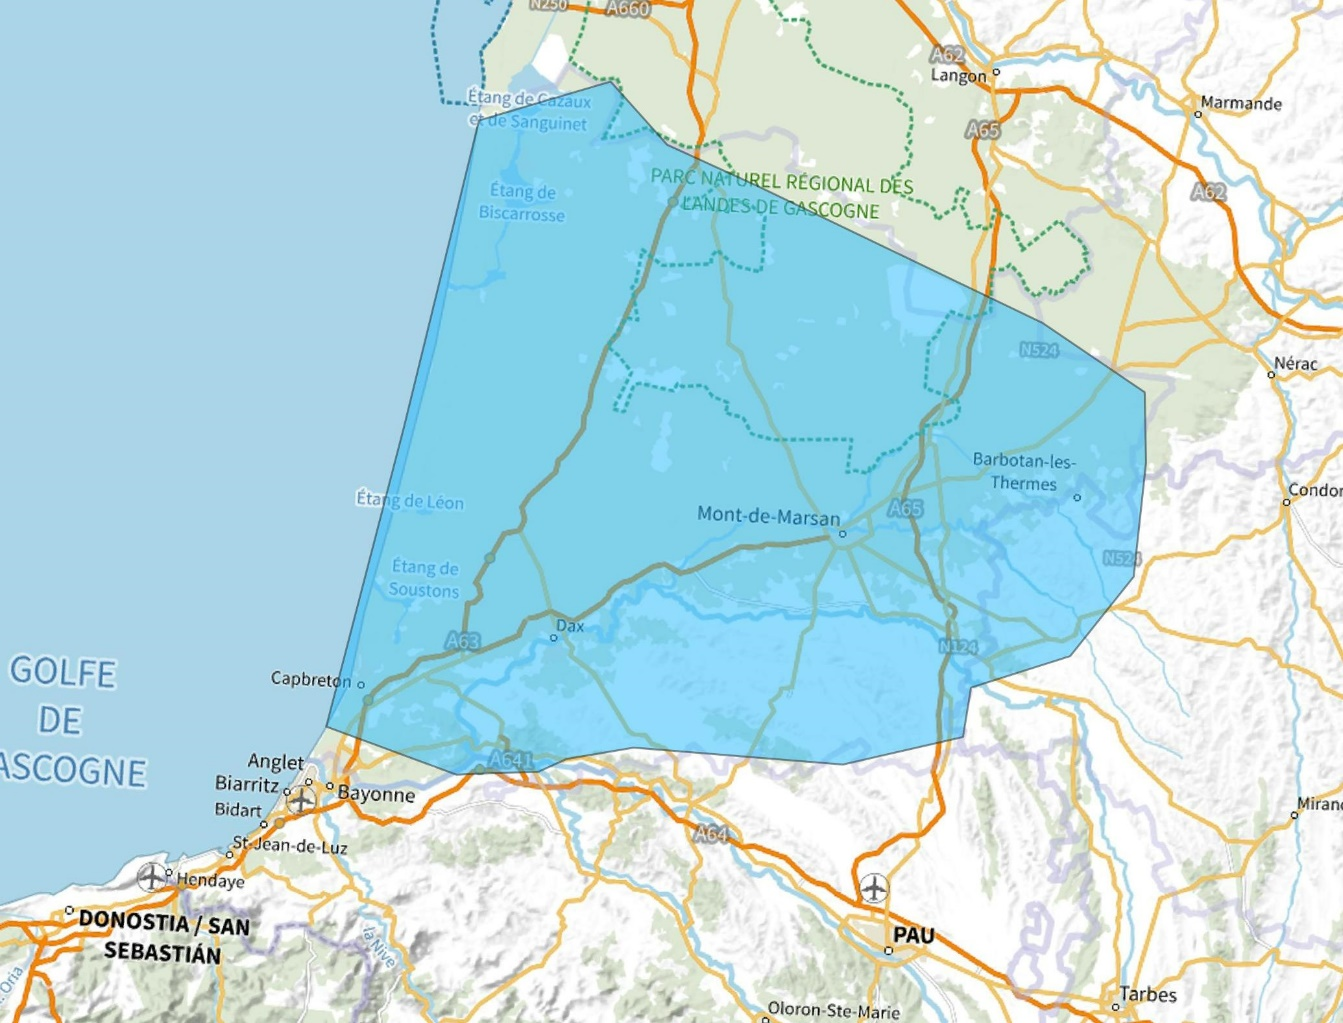 N250
A660
A62
Langon
Étang de Cazaux
et de Sanguinet
Marmande
A65
PARC NATUREL RÉGIONAL DES
LANDES DE GASCOGNE
A62
Étang de
Biscarrosse
N524
Nérac
Barbotan-les-
Thermes
Étang de Léon
Mont-de-Marsan
A65
Condor
Étang de
Soustons
N524
A63
Dax
N124
GOLFE
DE
ASCOGNE
Capbreton
Anglet
Biarritz
Bayonne
Bidart
A641
A64
Miran
St-Jean-de-Luz
Hendaye
DONOSTIA / SAN
SEBASTIÁN
la Nive
PAU
Oria
Tarbes
Oloron-Ste-Marie